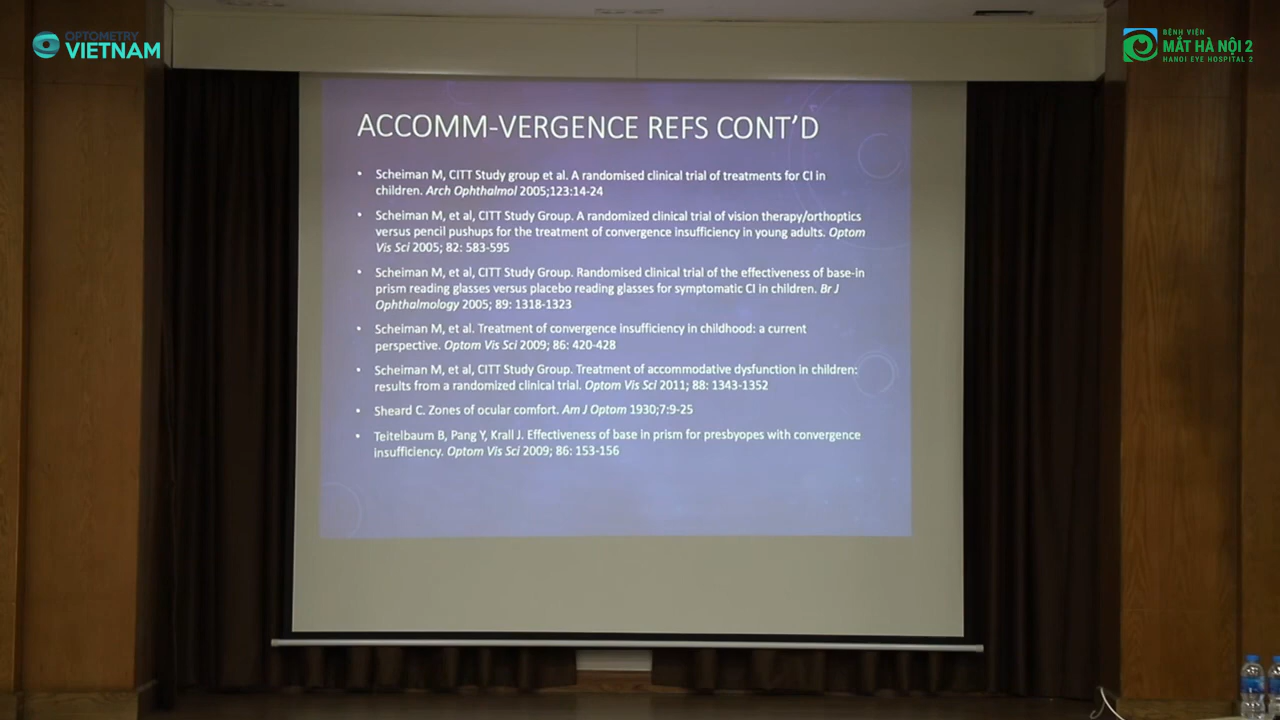 OPTOMETRY
VIETNAM
BỆNH VIỆN
MẮT HÀ NỘI 2
HANOI EYE HOSPITAL 2
ACCOMM-VERGENCE REFS CONT'D
• Scheiman M, CITT Study group et al. A randomised clinical trial of treatments for CI in
children. Arch Ophthalmol 2005;123:14-24
• Scheiman M, et al, CITT Study Group. A randomized clinical trial of vision therapy/orthoptics
versus pencil pushups for the treatment of convergence insufficiency in young adults. Optom
Vis Sci 2005; 82: 583-595
• Scheiman M, et al, CITT Study Group. Randomised clinical trial of the effectiveness of base-in
prism reading glasses versus placebo reading glasses for symptomatic CI in children. Br J
Ophthalmology 2005; 89: 1318-1323
• Scheiman M, et al. Treatment of convergence insufficiency in childhood: a current
perspective. Optom Vis Sci 2009; 86: 420-428
• Scheiman M, et al, CITT Study Group. Treatment of accommodative dysfunction in children:
results from a randomized clinical trial. Optom Vis Sci 2011; 88: 1343-1352
• Sheard C. Zones of ocular comfort. Am J Optom 1930;7:9-25
• Teitelbaum B, Pang Y, Krall J. Effectiveness of base in prism for presbyopes with convergence
insufficiency. Optom Vis Sci 2009; 86: 153-156